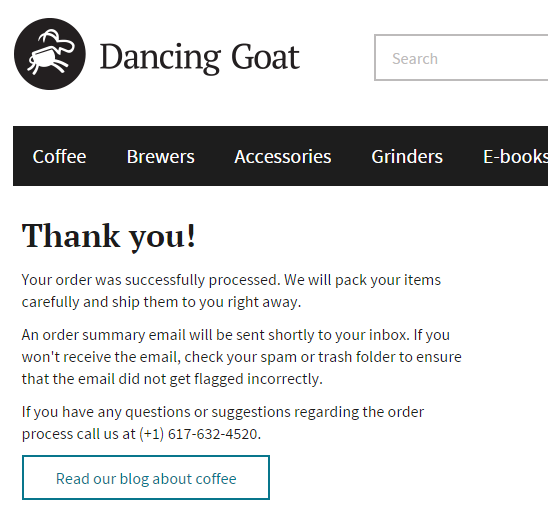 Dancing Goat
Search
Coffee Brewers Accessories Grinders E-books
Thank you!
Your order was successfully processed. We will pack your items
carefully and ship them to you right away.
An order summary email will be sent shortly to your inbox. If you
won't receive the email, check your spam or trash folder to ensure
that the email did not get flagged incorrectly.
If you have any questions or suggestions regarding the order
process call us at (+1) 617-632-4520.
Read our blog about coffee